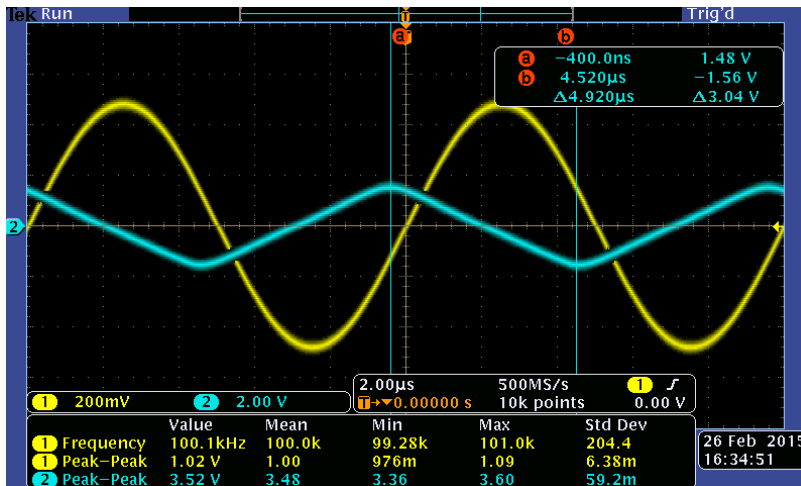 Tek Run Trig'd
T
a b
a −400.0ns 1.48 V
b 4.520µs −1.56 V
Δ4.920µs Δ3.04 V
2
1 200mV 2 2.00 V
2.00µs 500MS/s 1
T→▼0.00000 s 10k points 0.00 V
Value Mean Min Max Std Dev
1 Frequency 100.1kHz 100.0k 99.28k 101.0k 204.4
1 Peak−Peak 1.02 V 1.00 976m 1.09 6.38m
2 Peak−Peak 3.52 V 3.48 3.36 3.60 59.2m
26 Feb 2015
16:34:51